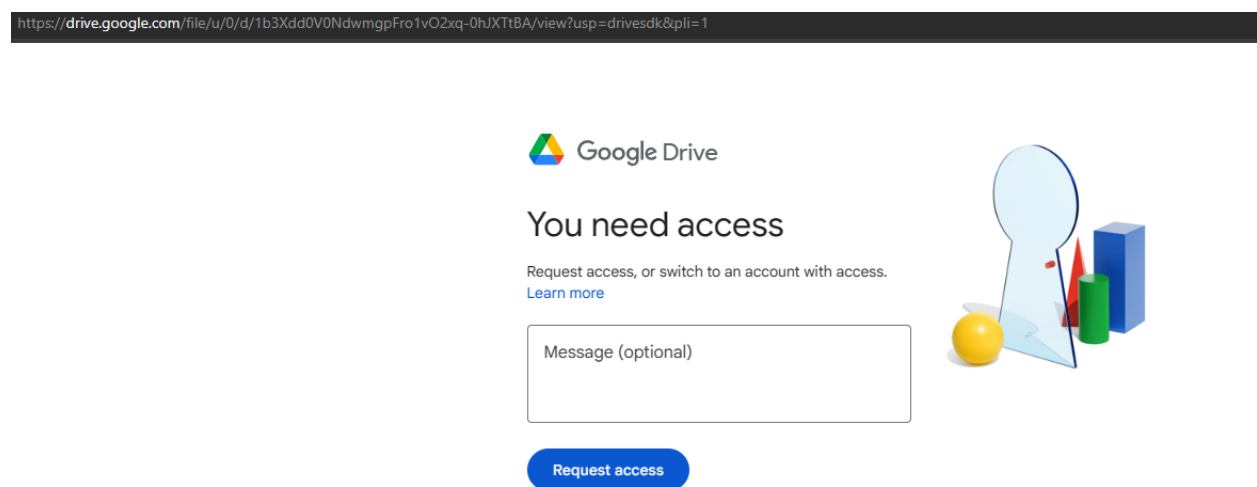 https://drive.google.com/file/u/0/d/1b3Xdd0V0NdwmgpFro1vO2xq-0hJXTtBA/view?usp=drivesdk&pli=1
Google Drive
You need access
Request access, or switch to an account with access.
Learn more
Message (optional)
Request access